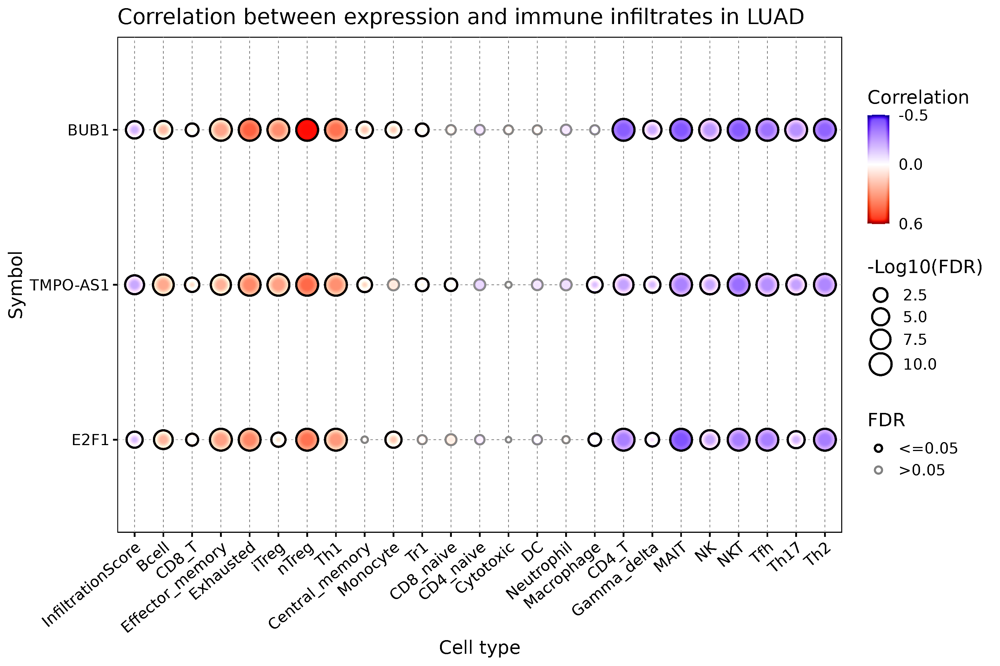 Correlation between expression and immune infiltrates in LUAD
Symbol
BUB1
TMPO-AS1
E2F1
InfiltrationScore
Bcell
CD8_T
Effector_memory
Exhausted
iTreg
nTreg
Th1
Central_memory
Monocyte
Tr1
CD8_naive
CD4_naive
Cytotoxic
DC
Neutrophil
Macrophage
CD4_T
Gamma_delta
MAIT
NK
NKT
Tfh
Th17
Th2
Cell type
Correlation
-0.5
0.0
0.6
-Log10(FDR)
2.5
5.0
7.5
10.0
FDR
<=0.05
>0.05